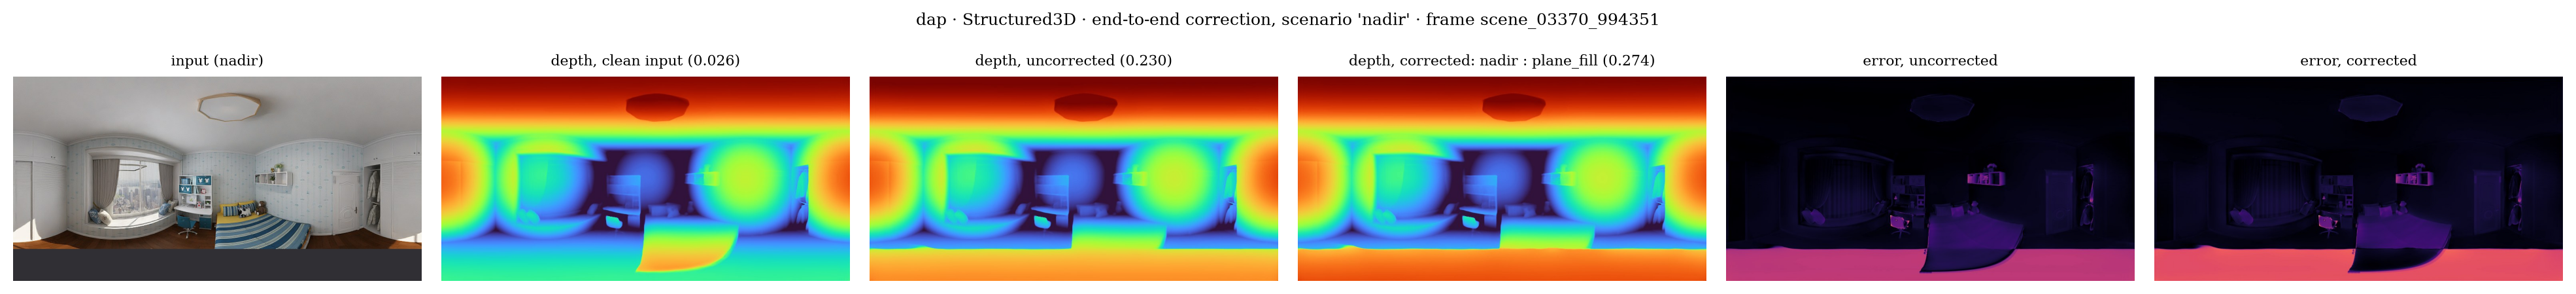 dap · Structured3D · end-to-end correction, scenario 'nadir' · frame scene_03370_994351
input (nadir)
depth, clean input (0.026)
depth, uncorrected (0.230)
depth, corrected: nadir : plane_fill (0.274)
error, uncorrected
error, corrected